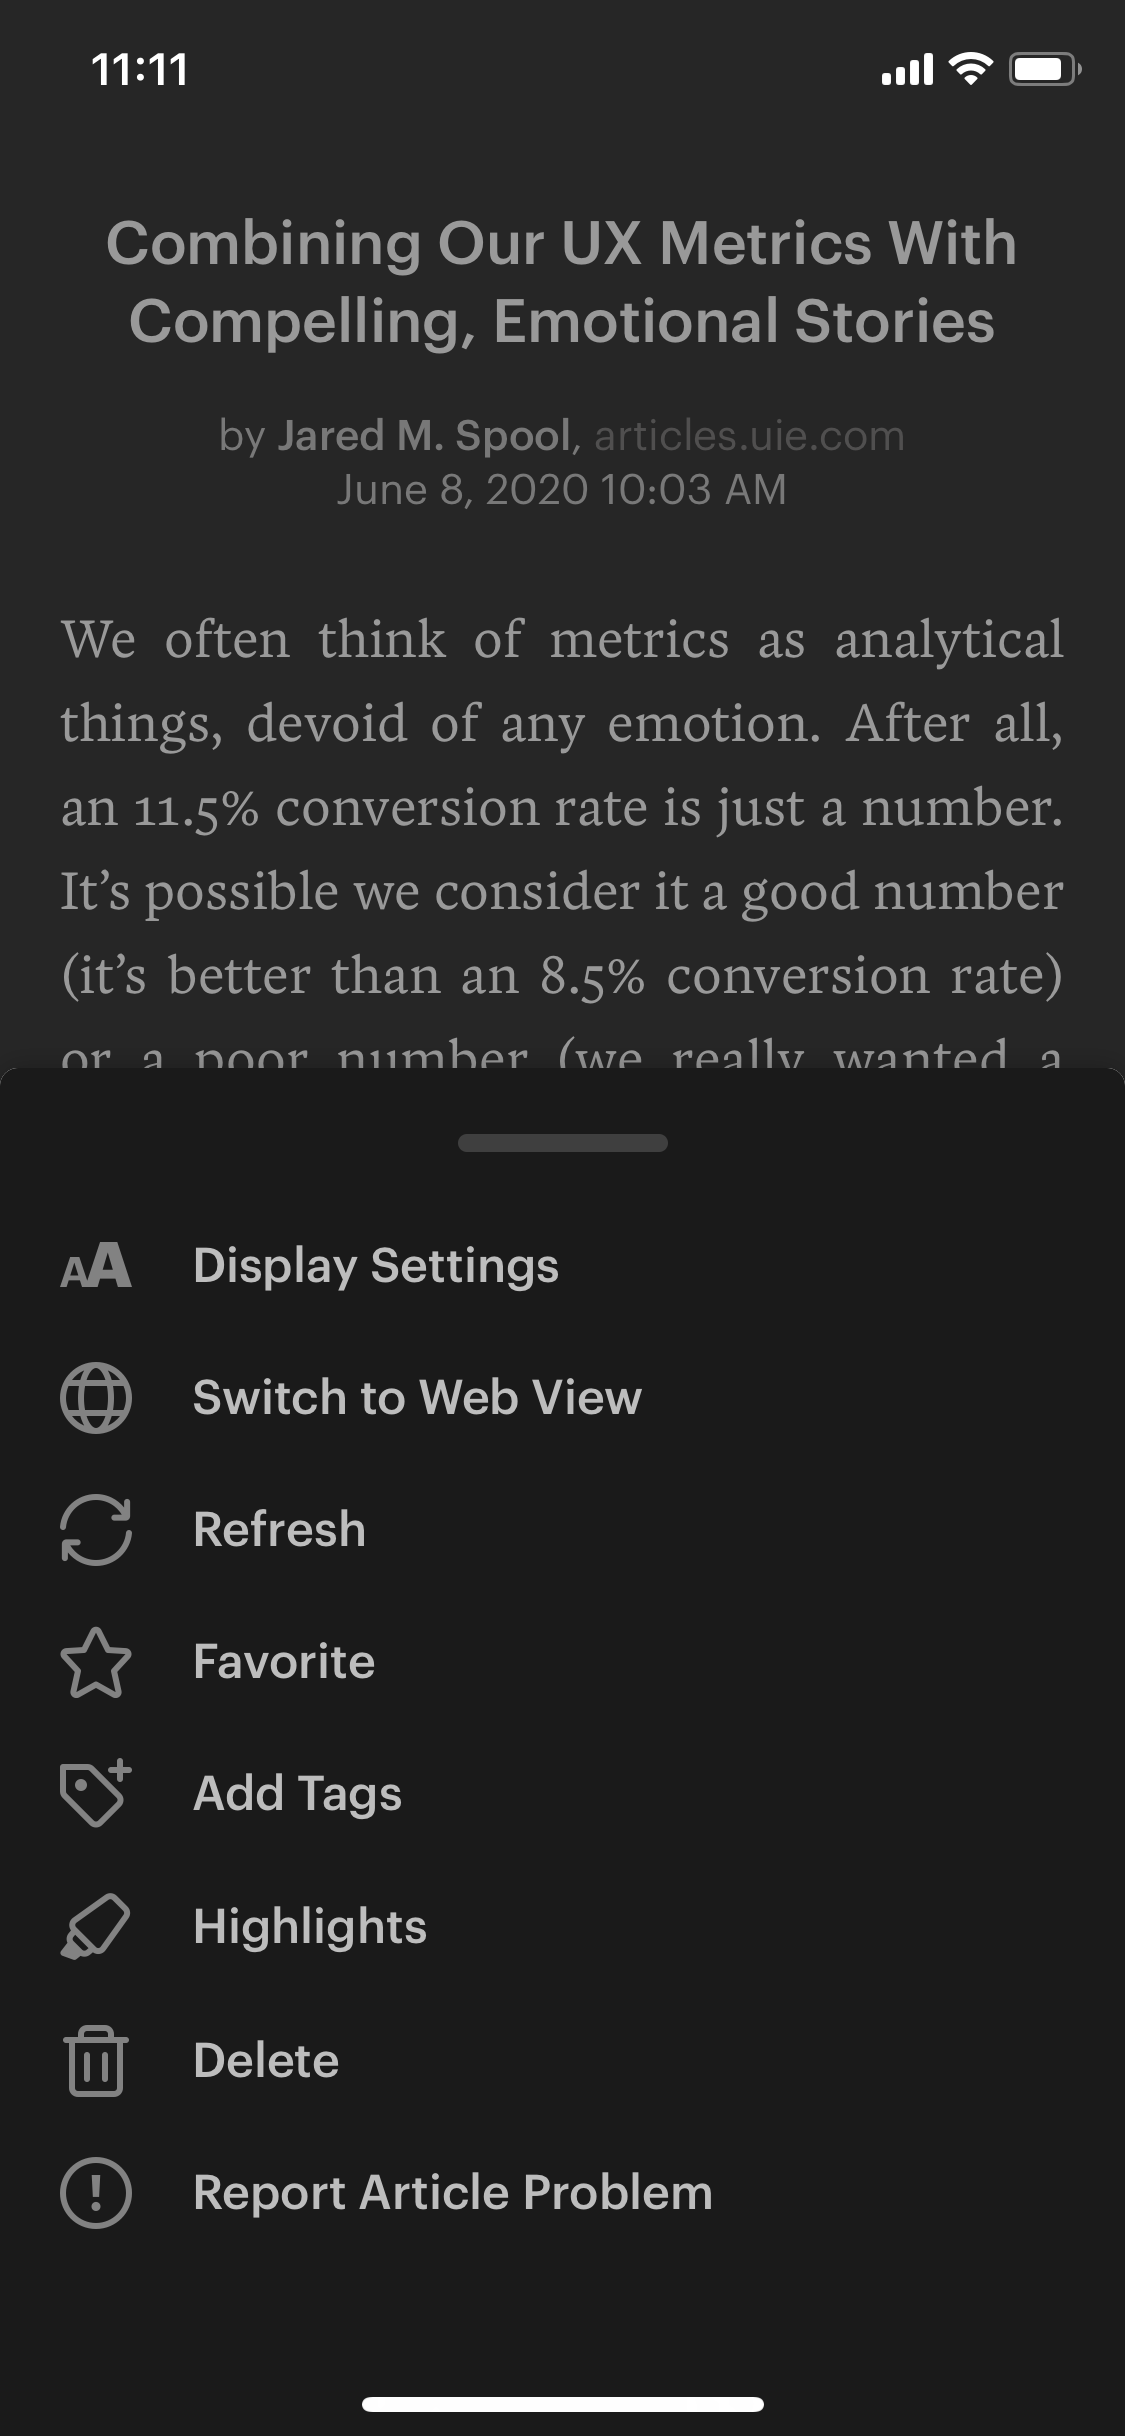 11:11
Combining Our UX Metrics With
Compelling, Emotional Stories
by Jared M. Spool, articles.uie.com
June 8, 2020 10:03 AM
We often think of metrics as analytical
things, devoid of any emotion. After all,
an 11.5% conversion rate is just a number.
It’s possible we consider it a good number
(it’s better than an 8.5% conversion rate)
or a poor number (we really wanted a
AA Display Settings
Switch to Web View
Refresh
Favorite
Add Tags
Highlights
Delete
Report Article Problem